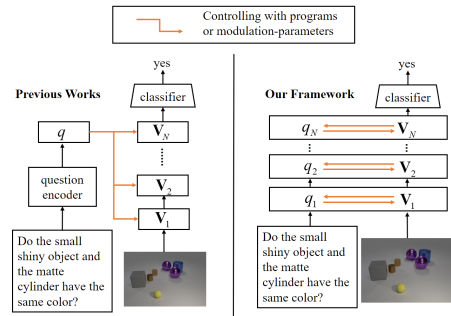 Controlling with programs
or modulation-parameters
yes
Previous Works
classifier
q
V_N
question
encoder
V_2
V_1
Do the small
shiny object and
the matte
cylinder have the
same color?
yes
Our Framework
classifier
q_N V_N
q_2 V_2
q_1 V_1
Do the small
shiny object and
the matte
cylinder have the
same color?